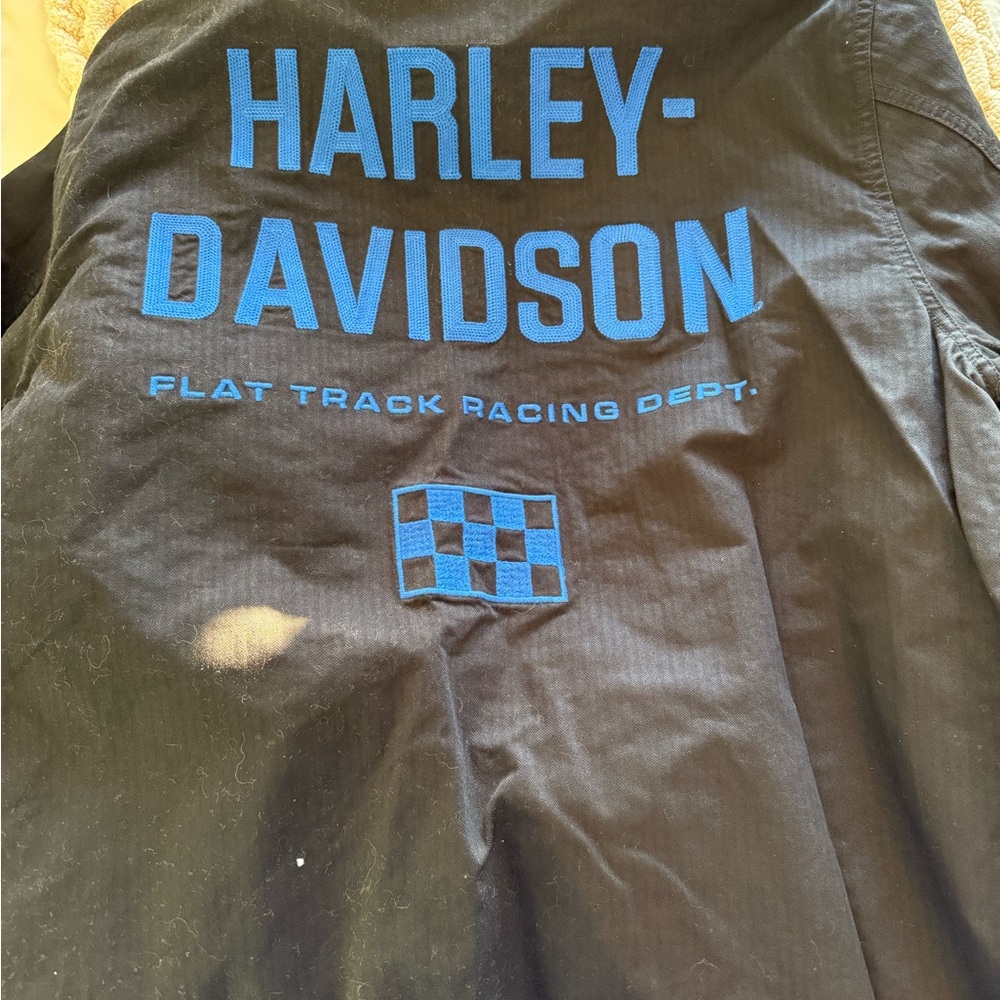 HARLEY-
DAVIDSON
FLAT TRACK RACING DEPT.